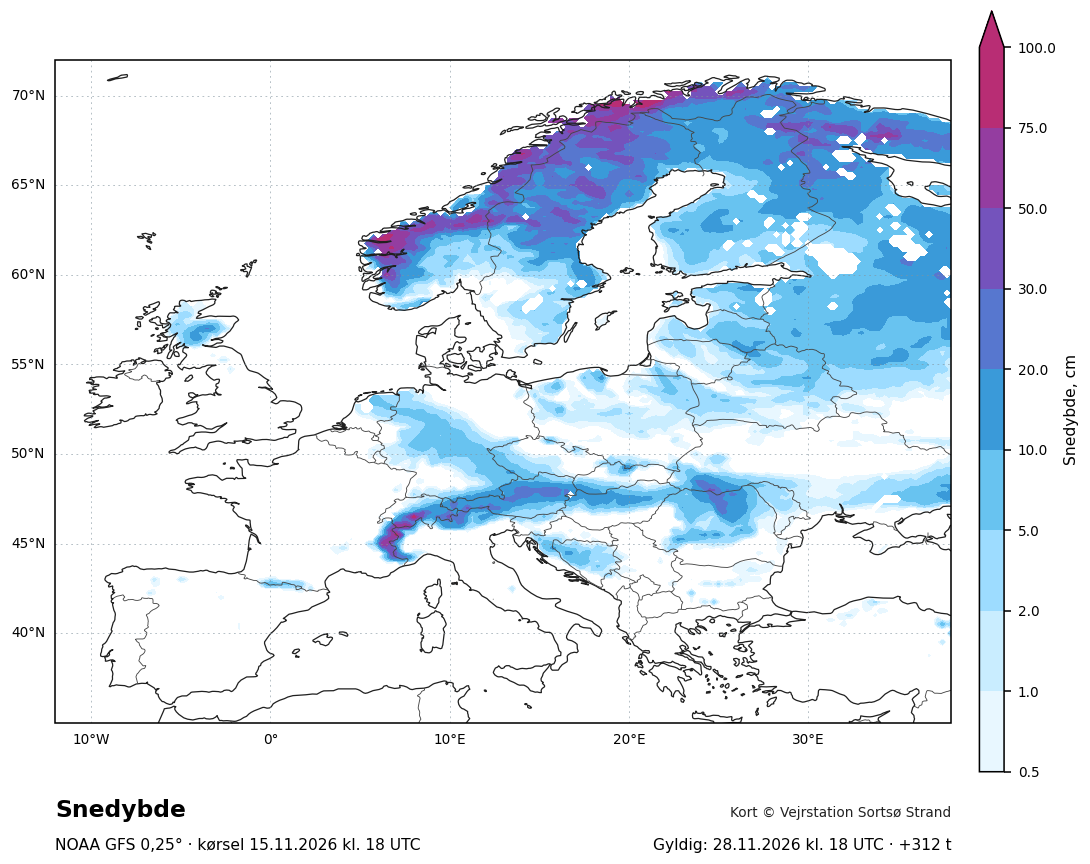 100.0
75.0
50.0
30.0
20.0
10.0
5.0
2.0
1.0
0.5
Snedybde, cm
70°N
65°N
60°N
55°N
50°N
45°N
40°N
10°W
0°
10°E
20°E
30°E
Snedybde
Kort © Vejrstation Sortsø Strand
NOAA GFS 0,25° · kørsel 15.11.2026 kl. 18 UTC
Gyldig: 28.11.2026 kl. 18 UTC · +312 t